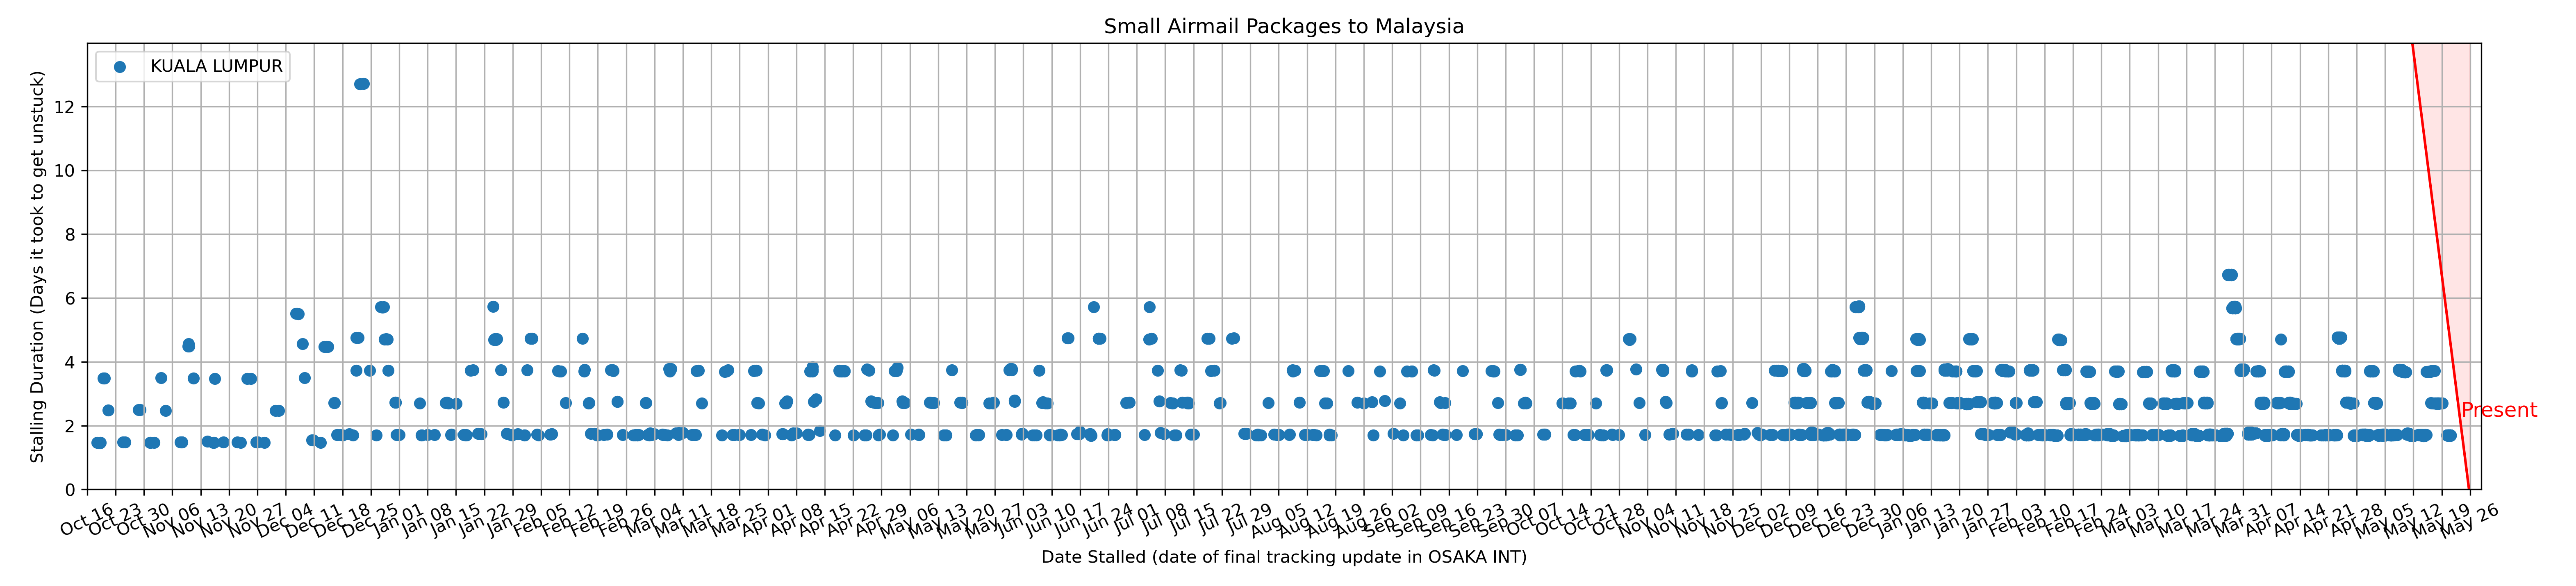 Small Airmail Packages to Malaysia
KUALA LUMPUR
Stalling Duration (Days it took to get unstuck)
12
10
8
6
4
2
0
Present
Oct 16
Oct 23
Oct 30
Nov 06
Nov 13
Nov 20
Nov 27
Dec 04
Dec 11
Dec 18
Dec 25
Jan 01
Jan 08
Jan 15
Jan 22
Jan 29
Feb 05
Feb 12
Feb 19
Feb 26
Mar 04
Mar 11
Mar 18
Mar 25
Apr 01
Apr 08
Apr 15
Apr 22
Apr 29
May 06
May 13
May 20
May 27
Jun 03
Jun 10
Jun 17
Jun 24
Jul 01
Jul 08
Jul 15
Jul 22
Jul 29
Aug 05
Aug 12
Aug 19
Aug 26
Sep 02
Sep 09
Sep 16
Sep 23
Sep 30
Oct 07
Oct 14
Oct 21
Oct 28
Nov 04
Nov 11
Nov 18
Nov 25
Dec 02
Dec 09
Dec 16
Dec 23
Dec 30
Jan 06
Jan 13
Jan 20
Jan 27
Feb 03
Feb 10
Feb 17
Feb 24
Mar 03
Mar 10
Mar 17
Mar 24
Mar 31
Apr 07
Apr 14
Apr 21
Apr 28
May 05
May 12
May 19
May 26
Date Stalled (date of final tracking update in OSAKA INT)